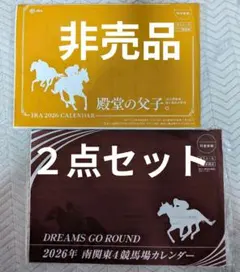 非売品
殿堂の父子
JRA 2026 CALENDAR
2点セット
DREAMS GO ROUND
2026年 南関東4競馬場カレンダー